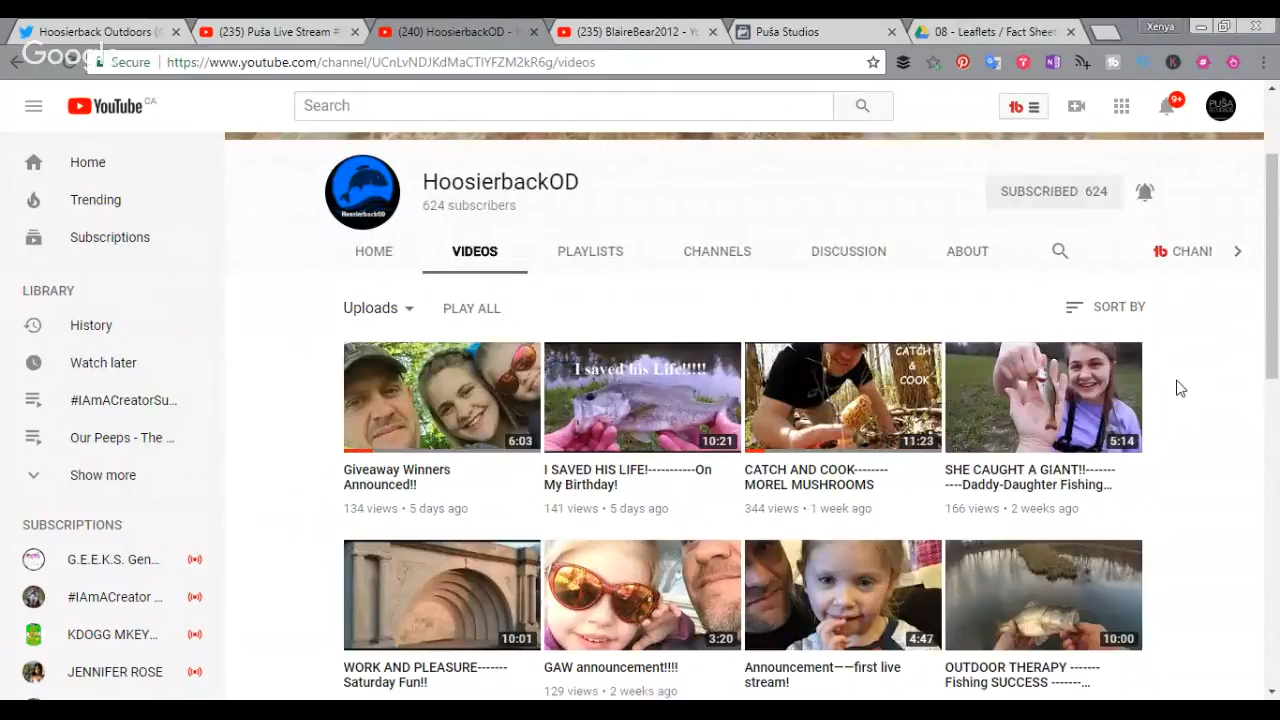 Hoosierback Outdoors (
(235) Puša Live Stream #
(240) HoosierbackOD -
(235) BlaireBear2012 - Yo
Puša Studios
08 - Leaflets / Fact Sheet
Xenya
Google
Secure
https://www.youtube.com/channel/UCnLvNDJKdMaCTlYFZM2kR6g/videos
YouTube CA
Search
9+
PUŠA
Home
Trending
Subscriptions
LIBRARY
History
Watch later
#IAmACreatorSu...
Our Peeps - The ...
Show more
SUBSCRIPTIONS
G.E.E.K.S. Gen...
#IAmACreator ...
KDOGG MKEY...
JENNIFER ROSE
HoosierbackOD
HoosierbackOD
624 subscribers
SUBSCRIBED 624
HOME
VIDEOS
PLAYLISTS
CHANNELS
DISCUSSION
ABOUT
CHANN
Uploads
PLAY ALL
SORT BY
6:03
I saved his Life!!!!!
10:21
CATCH
&
COOK
11:23
5:14
Giveaway Winners
Announced!!
134 views • 5 days ago
I SAVED HIS LIFE!-----------On
My Birthday!
141 views • 5 days ago
CATCH AND COOK--------
MOREL MUSHROOMS
344 views • 1 week ago
SHE CAUGHT A GIANT!!-------
----Daddy-Daughter Fishing...
166 views • 2 weeks ago
10:01
3:20
4:47
10:00
WORK AND PLEASURE-------
Saturday Fun!!
GAW announcement!!!!
129 views • 2 weeks ago
Announcement——first live
stream!
OUTDOOR THERAPY -------
Fishing SUCCESS -------...